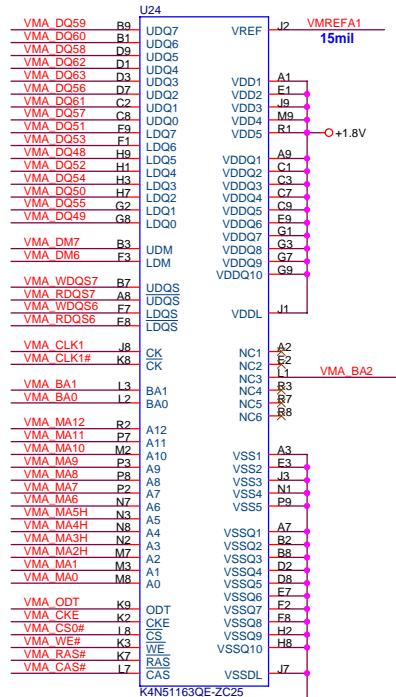 U24
VMA_DQ59 B9 UDQ7 VREF J2 VMREFA1
VMA_DQ60 B1 UDQ6 15mil
VMA_DQ58 D9 UDQ5
VMA_DQ62 D1 UDQ4
VMA_DQ63 D3 UDQ3 VDD1 A1
VMA_DQ56 D7 UDQ2 VDD2 E1
VMA_DQ61 C2 UDQ1 VDD3 J9
VMA_DQ57 C8 UDQ0 VDD4 M9
VMA_DQ51 F9 LDQ7 VDD5 R1 +1.8V
VMA_DQ53 F1 LDQ6
VMA_DQ48 H9 LDQ5 VDDQ1 A9
VMA_DQ52 H1 LDQ4 VDDQ2 C1
VMA_DQ54 H3 LDQ3 VDDQ3 C3
VMA_DQ50 H7 LDQ2 VDDQ4 C7
VMA_DQ55 G2 LDQ1 VDDQ5 C9
VMA_DQ49 G8 LDQ0 VDDQ6 E9
VDDQ7 G1
VMA_DM7 B3 UDM VDDQ8 G3
VMA_DM6 F3 LDM VDDQ9 G7
VDDQ10 G9
VMA_WDQS7 B7 UDQS
VMA_RDQS7 A8 UDQS
VMA_WDQS6 F7 LDQS VDDL J1
VMA_RDQS6 E8 LDQS
VMA_CLK1 J8 CK NC1 A2
VMA_CLK1# K8 CK NC2 E2
NC3 L1 VMA_BA2
VMA_BA1 L3 BA1 NC4 R3
VMA_BA0 L2 BA0 NC5 R7
NC6 R8
VMA_MA12 R2 A12
VMA_MA11 P7 A11
VMA_MA10 M2 A10 VSS1 A3
VMA_MA9 P3 A9 VSS2 E3
VMA_MA8 P8 A8 VSS3 J3
VMA_MA7 P2 A7 VSS4 N1
VMA_MA6 N7 A6 VSS5 P9
VMA_MA5H N3 A5
VMA_MA4H N8 A4 VSSQ1 A7
VMA_MA3H N2 A3 VSSQ2 B2
VMA_MA2H M7 A2 VSSQ3 B8
VMA_MA1 M3 A1 VSSQ4 D2
VMA_MA0 M8 A0 VSSQ5 D8
VSSQ6 E7
VMA_ODT K9 ODT VSSQ7 F2
VMA_CKE K2 CKE VSSQ8 F8
VMA_CS0# L8 CS VSSQ9 H2
VMA_WE# K3 WE VSSQ10 H8
VMA_RAS# K7 RAS
VMA_CAS# L7 CAS VSSDL J7
K4N51163QE-ZC25